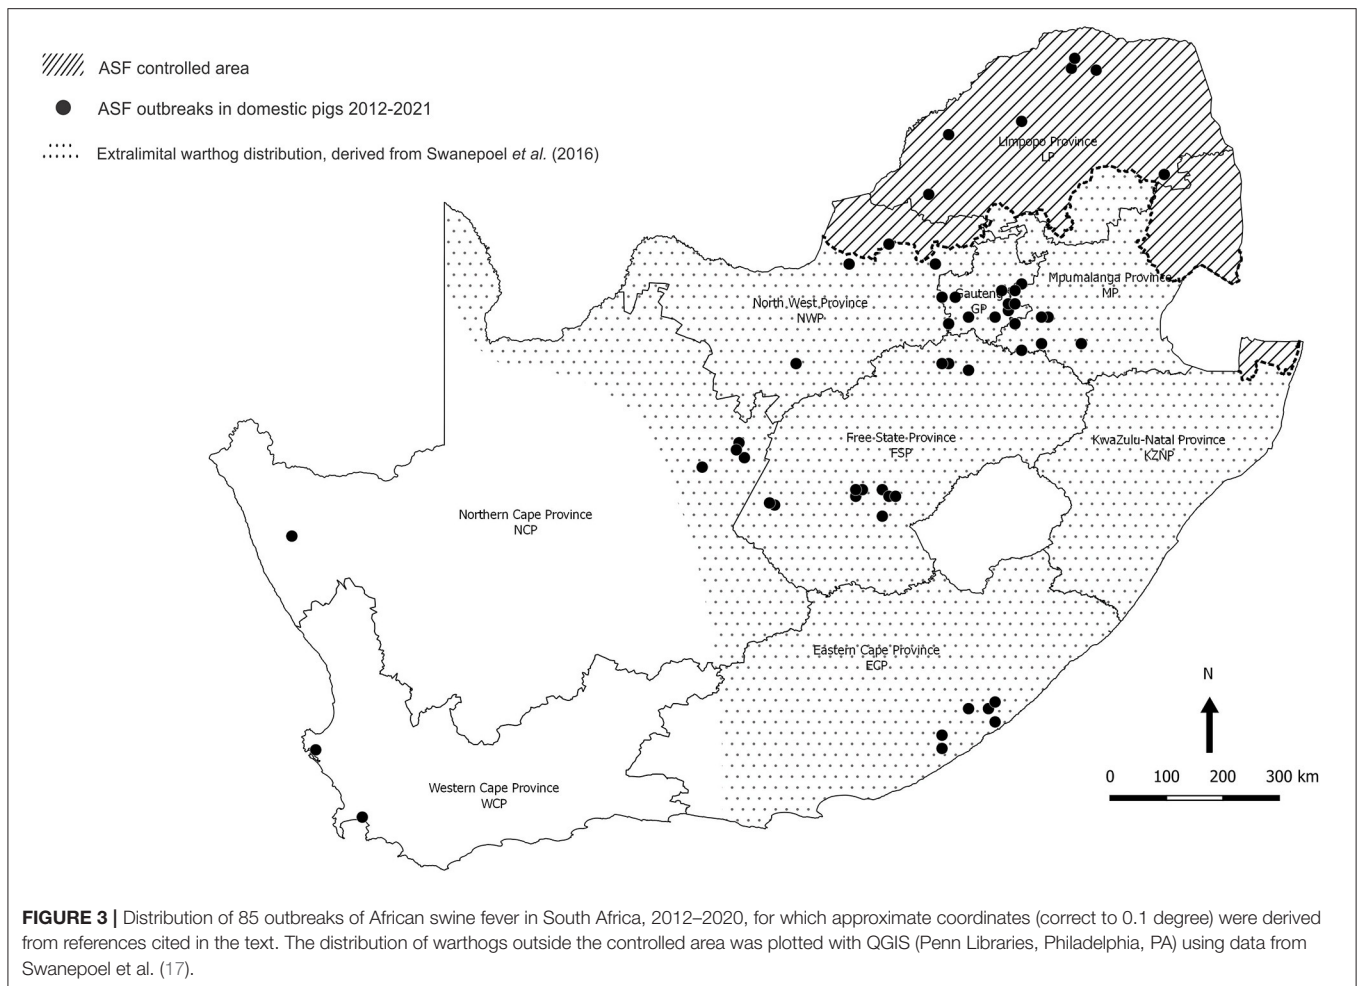 ASF controlled area
ASF outbreaks in domestic pigs 2012-2021
Extralimital warthog distribution, derived from Swanepoel et al. (2016)
Limpopo Province
LP
Mpumalanga Province
MP
Gauteng
GP
North West Province
NWP
Free State Province
FSP
KwaZulu-Natal Province
KZNP
Northern Cape Province
NCP
Eastern Cape Province
ECP
Western Cape Province
WCP
N
0 100 200 300 km
FIGURE 3 | Distribution of 85 outbreaks of African swine fever in South Africa, 2012–2020, for which approximate coordinates (correct to 0.1 degree) were derived
from references cited in the text. The distribution of warthogs outside the controlled area was plotted with QGIS (Penn Libraries, Philadelphia, PA) using data from
Swanepoel et al. (17).